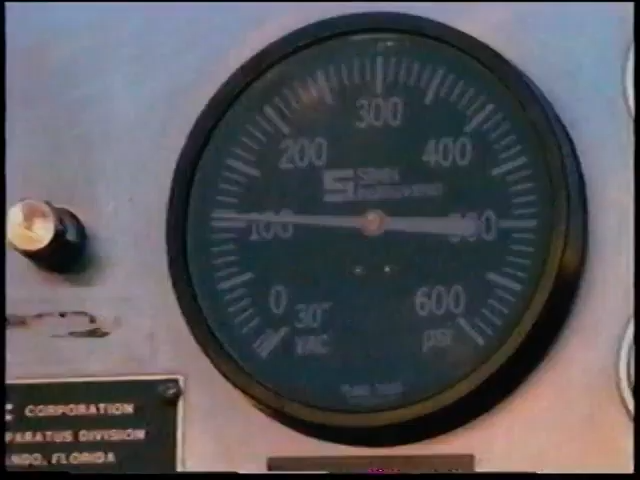 300
200
400
100
500
0
600
30"
VAC
psi
CORPORATION
PARATUS DIVISION
NDO, FLORIDA